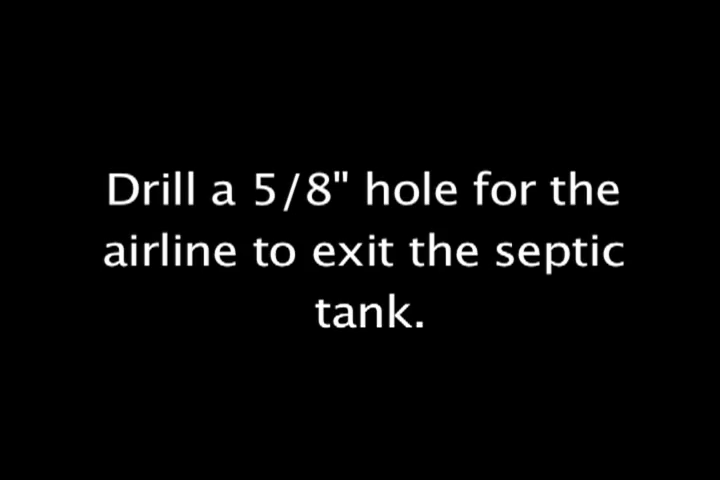 Drill a 5/8" hole for the
airline to exit the septic
tank.